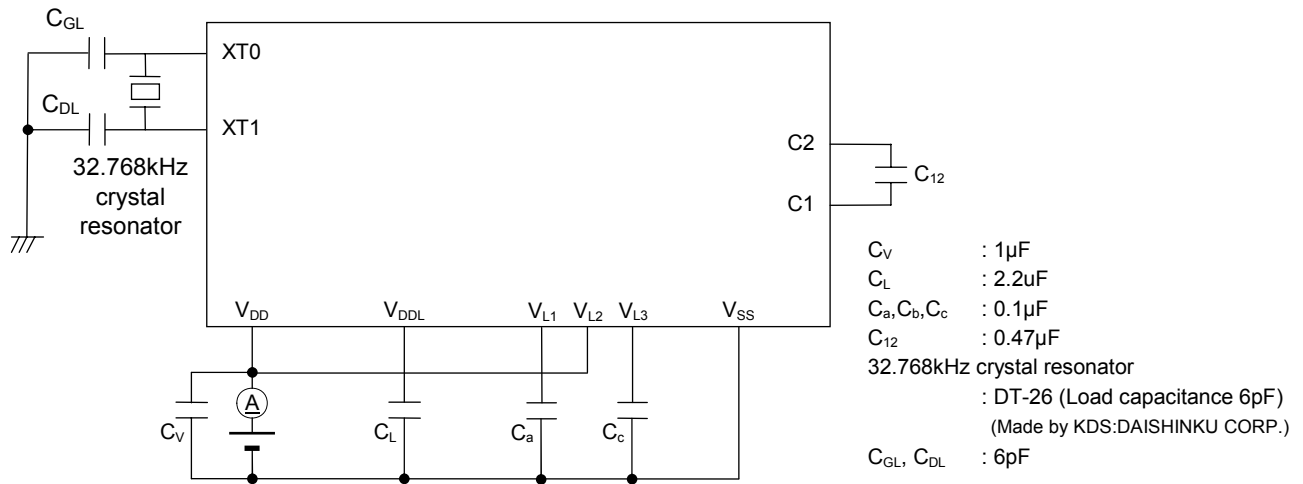 CGL
XT0
CDL
XT1
32.768kHz
crystal
resonator
C2
C12
C1
VDD
VDDL
VL1
VL2
VL3
VSS
A
CV
CL
Ca
Cc
CV : 1µF
CL : 2.2uF
Ca,Cb,Cc : 0.1µF
C12 : 0.47µF
32.768kHz crystal resonator
: DT-26 (Load capacitance 6pF)
(Made by KDS:DAISHINKU CORP.)
CGL, CDL : 6pF